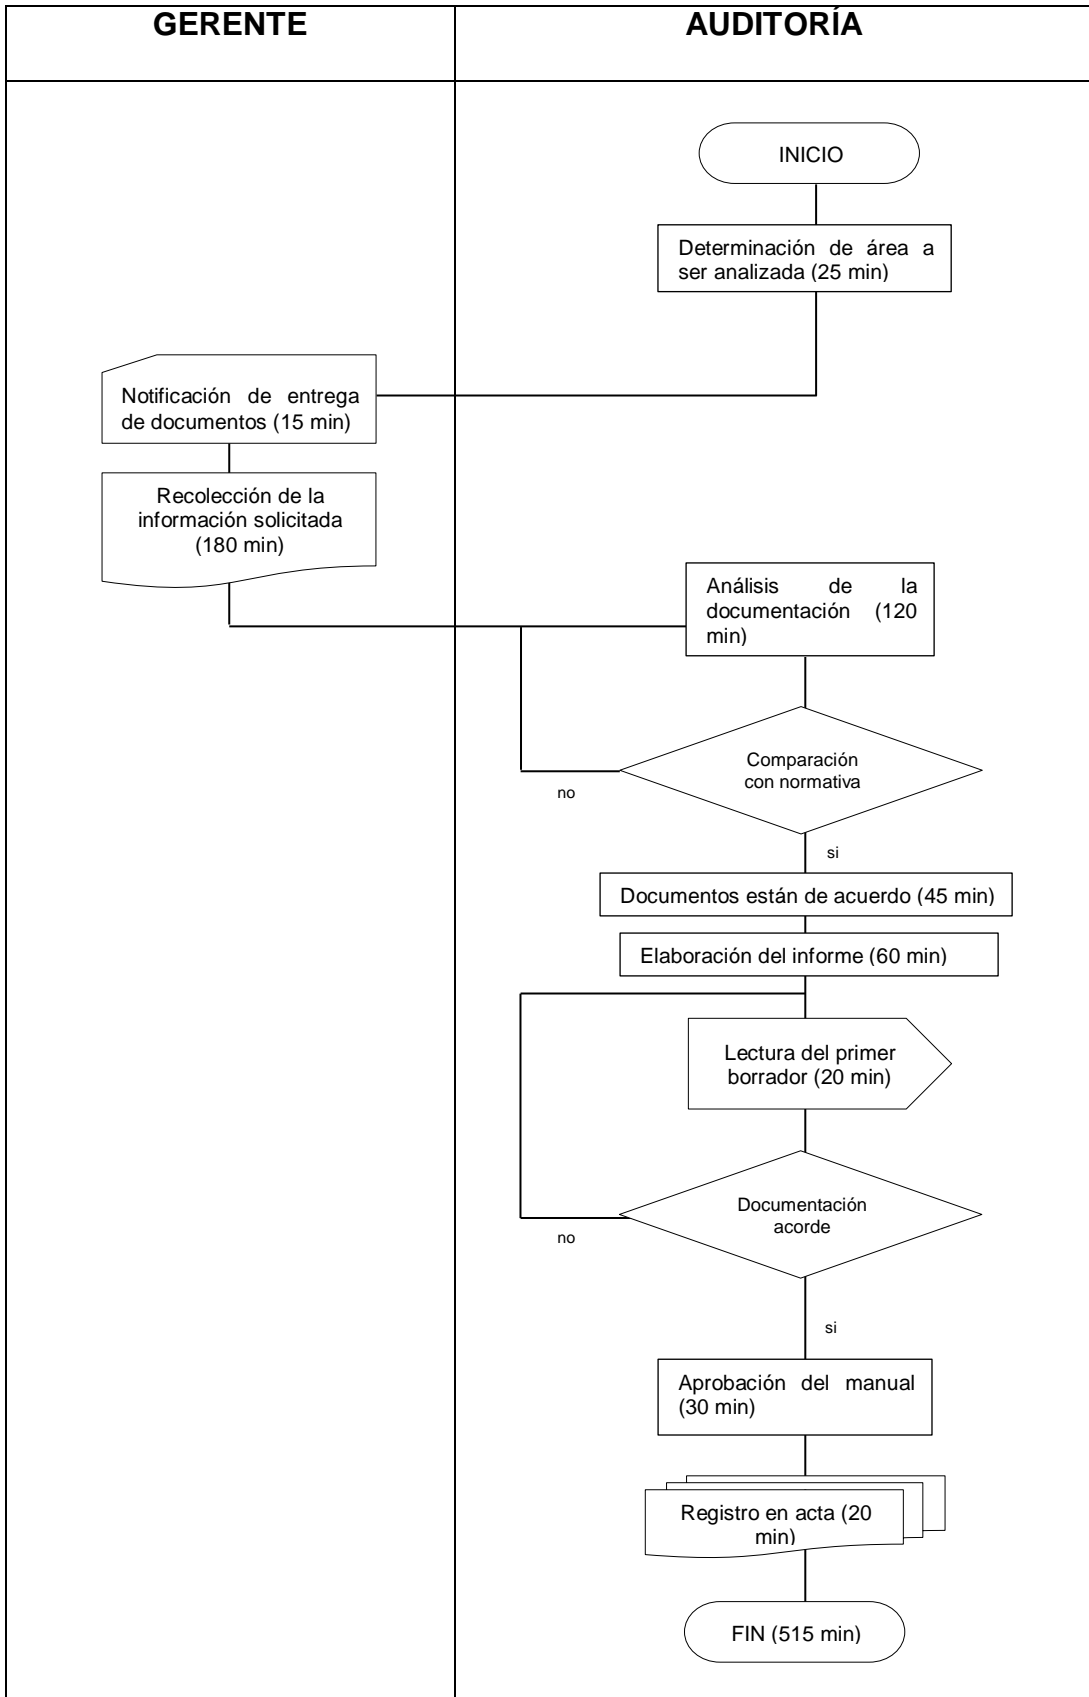 GERENTE
AUDITORÍA
INICIO
Determinación de área a
ser analizada (25 min)
Notificación de entrega
de documentos (15 min)
Recolección de la
información solicitada
(180 min)
Análisis de la
documentación (120
min)
Comparación
con normativa
no
si
Documentos están de acuerdo (45 min)
Elaboración del informe (60 min)
Lectura del primer
borrador (20 min)
Documentación
acorde
no
si
Aprobación del manual
(30 min)
Registro en acta (20
min)
FIN (515 min)